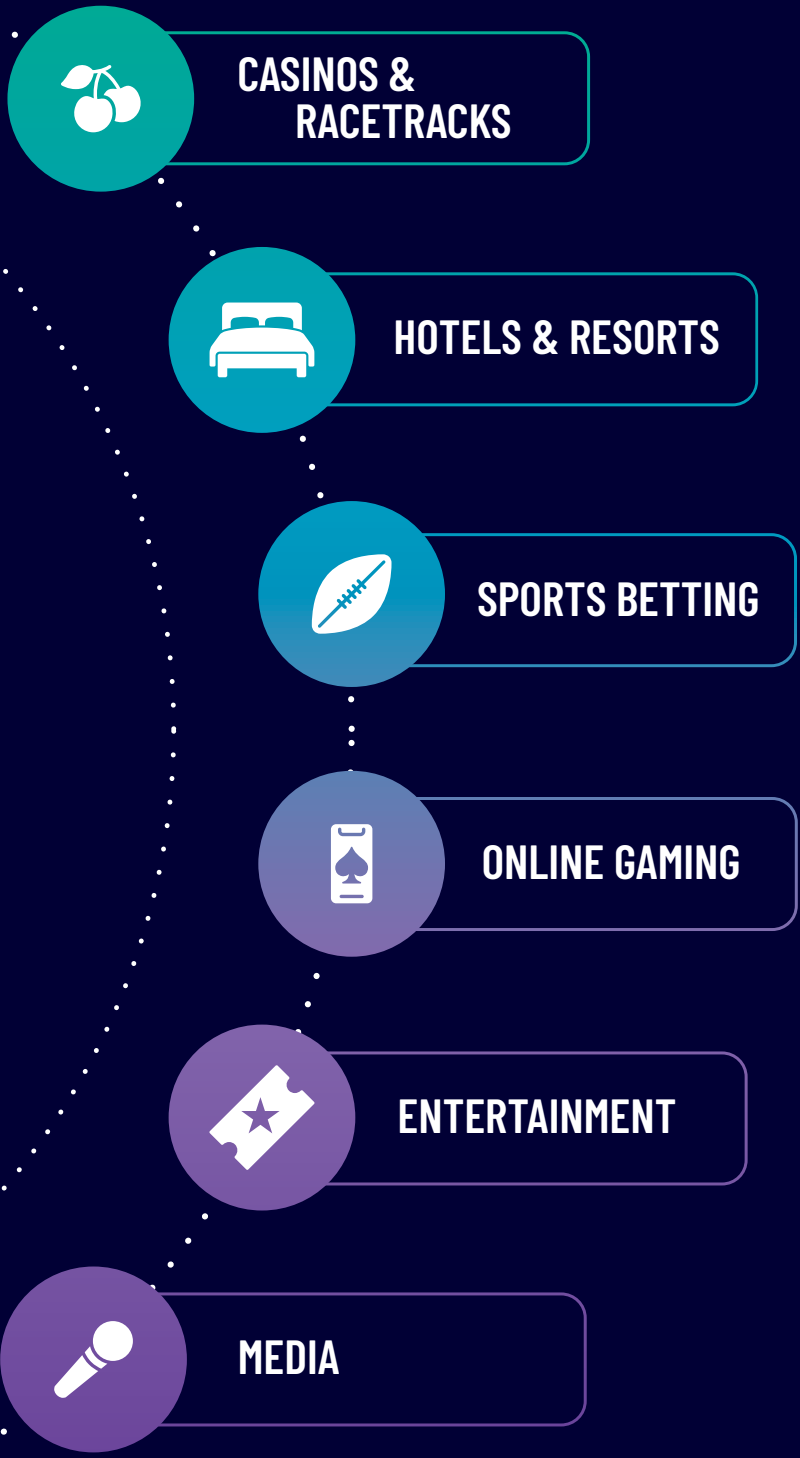 CASINOS &
RACETRACKS
HOTELS & RESORTS
SPORTS BETTING
ONLINE GAMING
ENTERTAINMENT
MEDIA